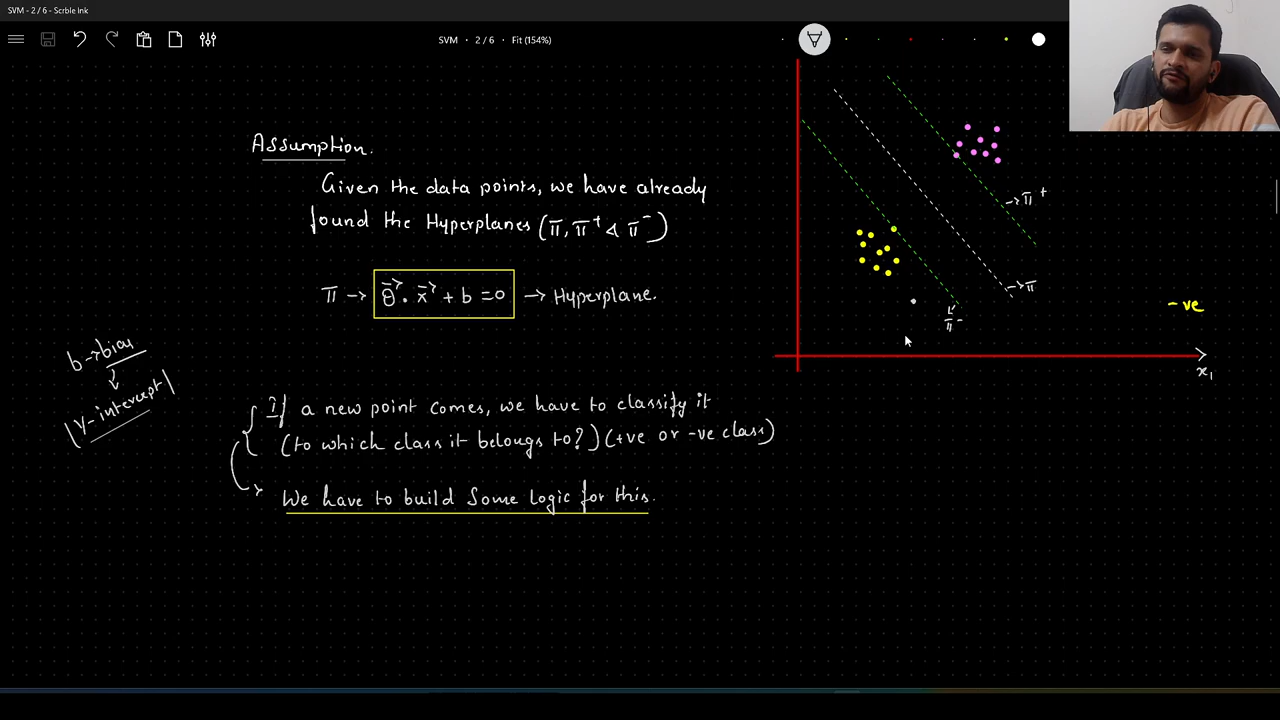 SVM - 2 / 6 - Scrble Ink
SVM • 2 / 6 • Fit (154%)
Assumption.
Given the data points, we have already
found the Hyperplanes (π, π⁺ & π⁻)
π → θ⃗ . x⃗ + b = 0 → Hyperplane.
b → bias
↓
|Y-intercept|
If a new point comes, we have to classify it
(to which class it belongs to?) (+ve or -ve class)
We have to build Some logic for this.
→ π⁺
→ π
π⁻
-ve
x₁